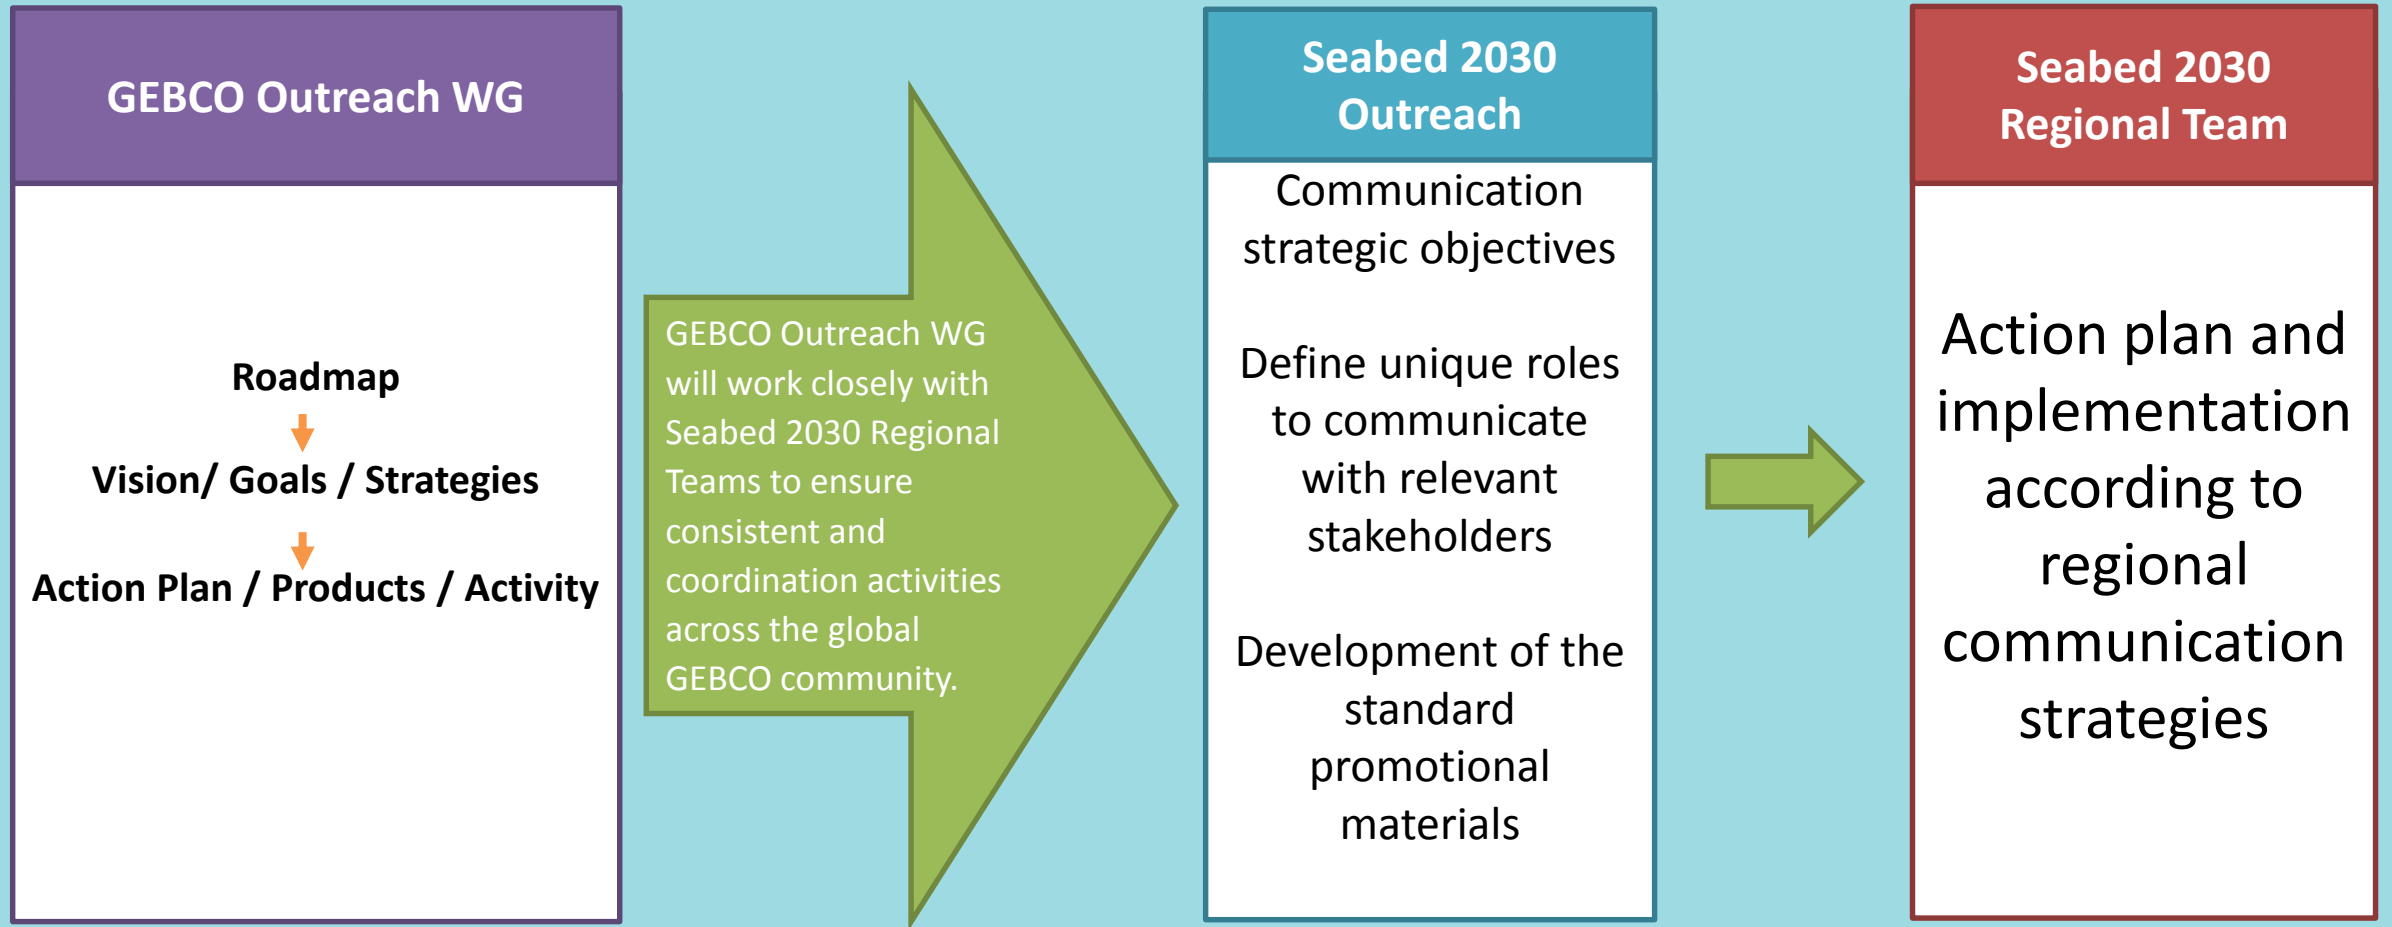 GEBCO Outreach WG
Roadmap
Vision/ Goals / Strategies
Action Plan / Products / Activity
GEBCO Outreach WG
will work closely with
Seabed 2030 Regional
Teams to ensure
consistent and
coordination activities
across the global
GEBCO community.
Seabed 2030
Outreach
Communication
strategic objectives
Define unique roles
to communicate
with relevant
stakeholders
Development of the
standard
promotional
materials
Seabed 2030
Regional Team
Action plan and
implementation
according to
regional
communication
strategies